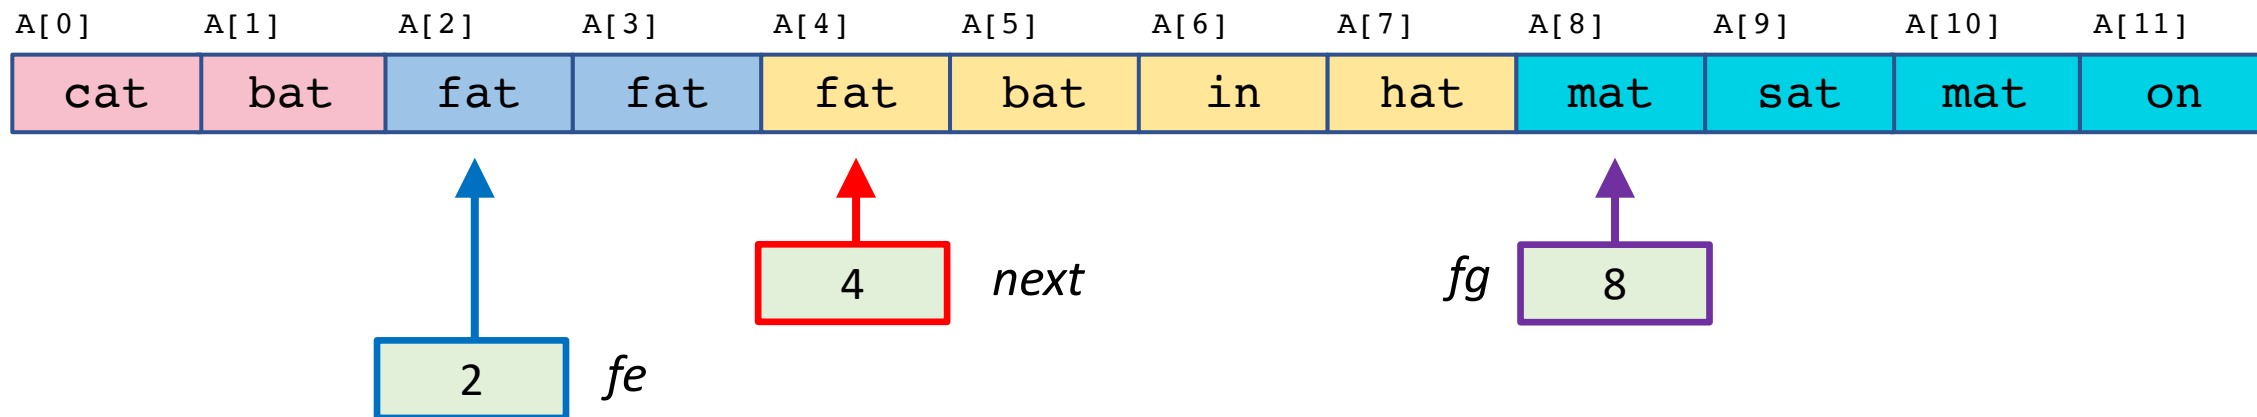 A[0] A[1] A[2] A[3] A[4] A[5] A[6] A[7] A[8] A[9] A[10] A[11]
cat bat fat fat fat bat in hat mat sat mat on
4 next fg 8
2 fe